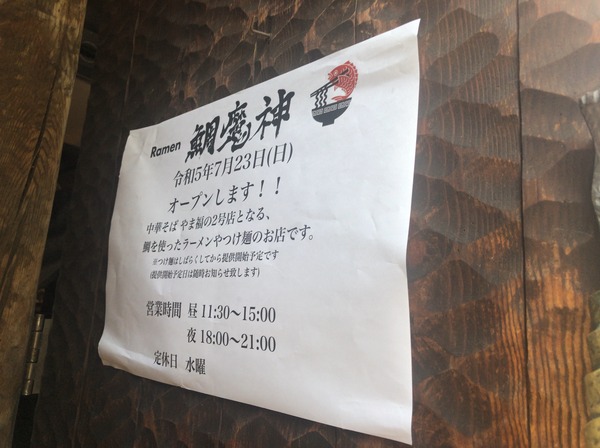 Ramen 鯛魔神
令和5年7月23日(日)
オープンします！！
中華そば やま福の2号店となる、
鯛を使ったラーメンやつけ麺のお店です。
※つけ麺はしばらくしてから提供開始予定です
(提供開始予定日は随時お知らせ致します)
営業時間 昼 11:30〜15:00
夜 18:00〜21:00
定休日 水曜